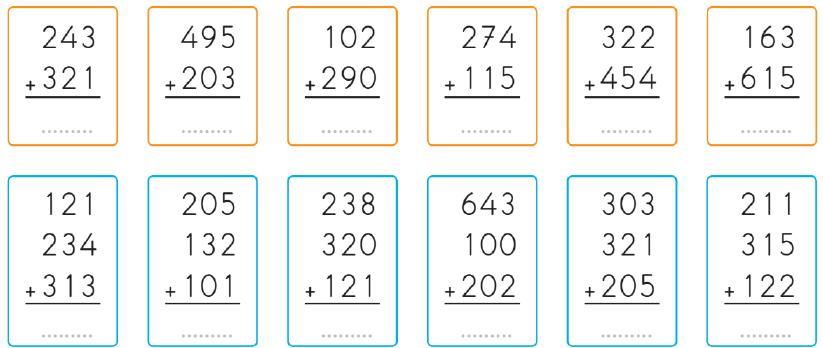 243 495 102 274 322 163
+321 +203 +290 +115 +454 +615
......... ......... ......... ......... ......... .........
121 205 238 643 303 211
234 132 320 100 321 315
+313 +101 +121 +202 +205 +122
......... ......... ......... ......... ......... .........